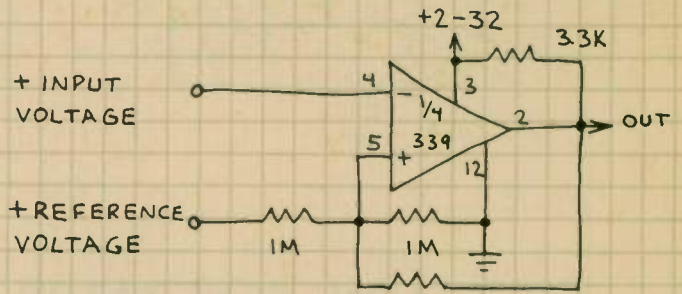 +2-32
3.3K
+ INPUT
VOLTAGE
4
-
1/4
3
2
OUT
339
5
+
12
+ REFERENCE
VOLTAGE
1M
1M